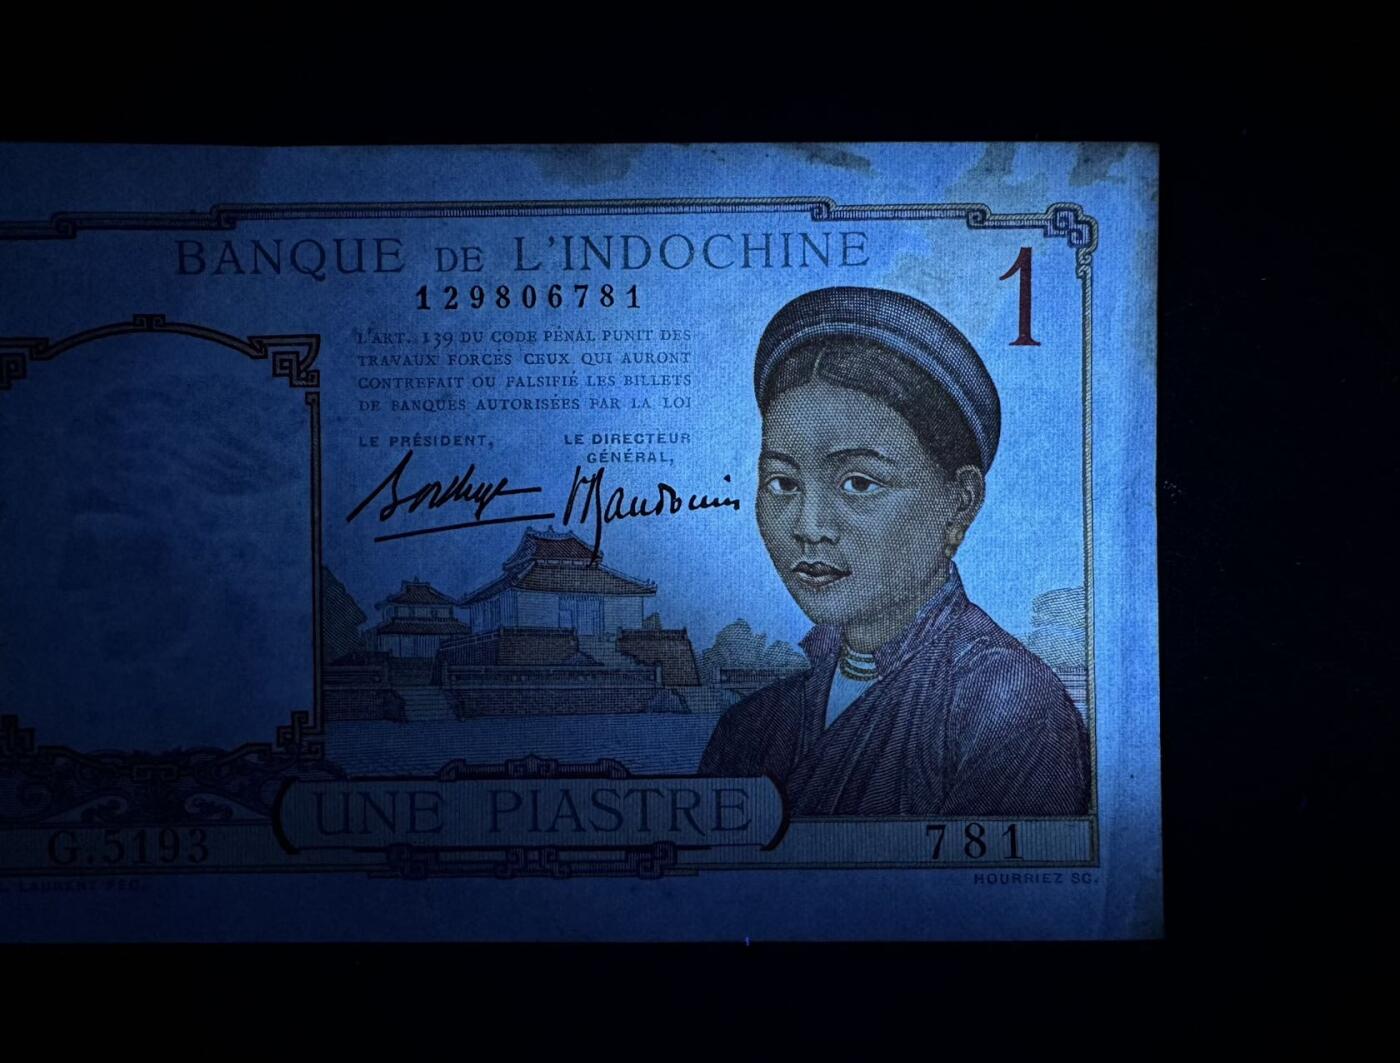 BANQUE DE L'INDOCHINE
1
129806781
L'ART. 139 DU CODE PÉNAL PUNIT DES
TRAVAUX FORCÉS CEUX QUI AURONT
CONTREFAIT OU FALSIFIÉ LES BILLETS
DE BANQUES AUTORISÉES PAR LA LOI
LE PRÉSIDENT,
LE DIRECTEUR
GÉNÉRAL,
UNE PIASTRE
G.5193
781
LAURENT FEC.
HOURRIEZ SC.